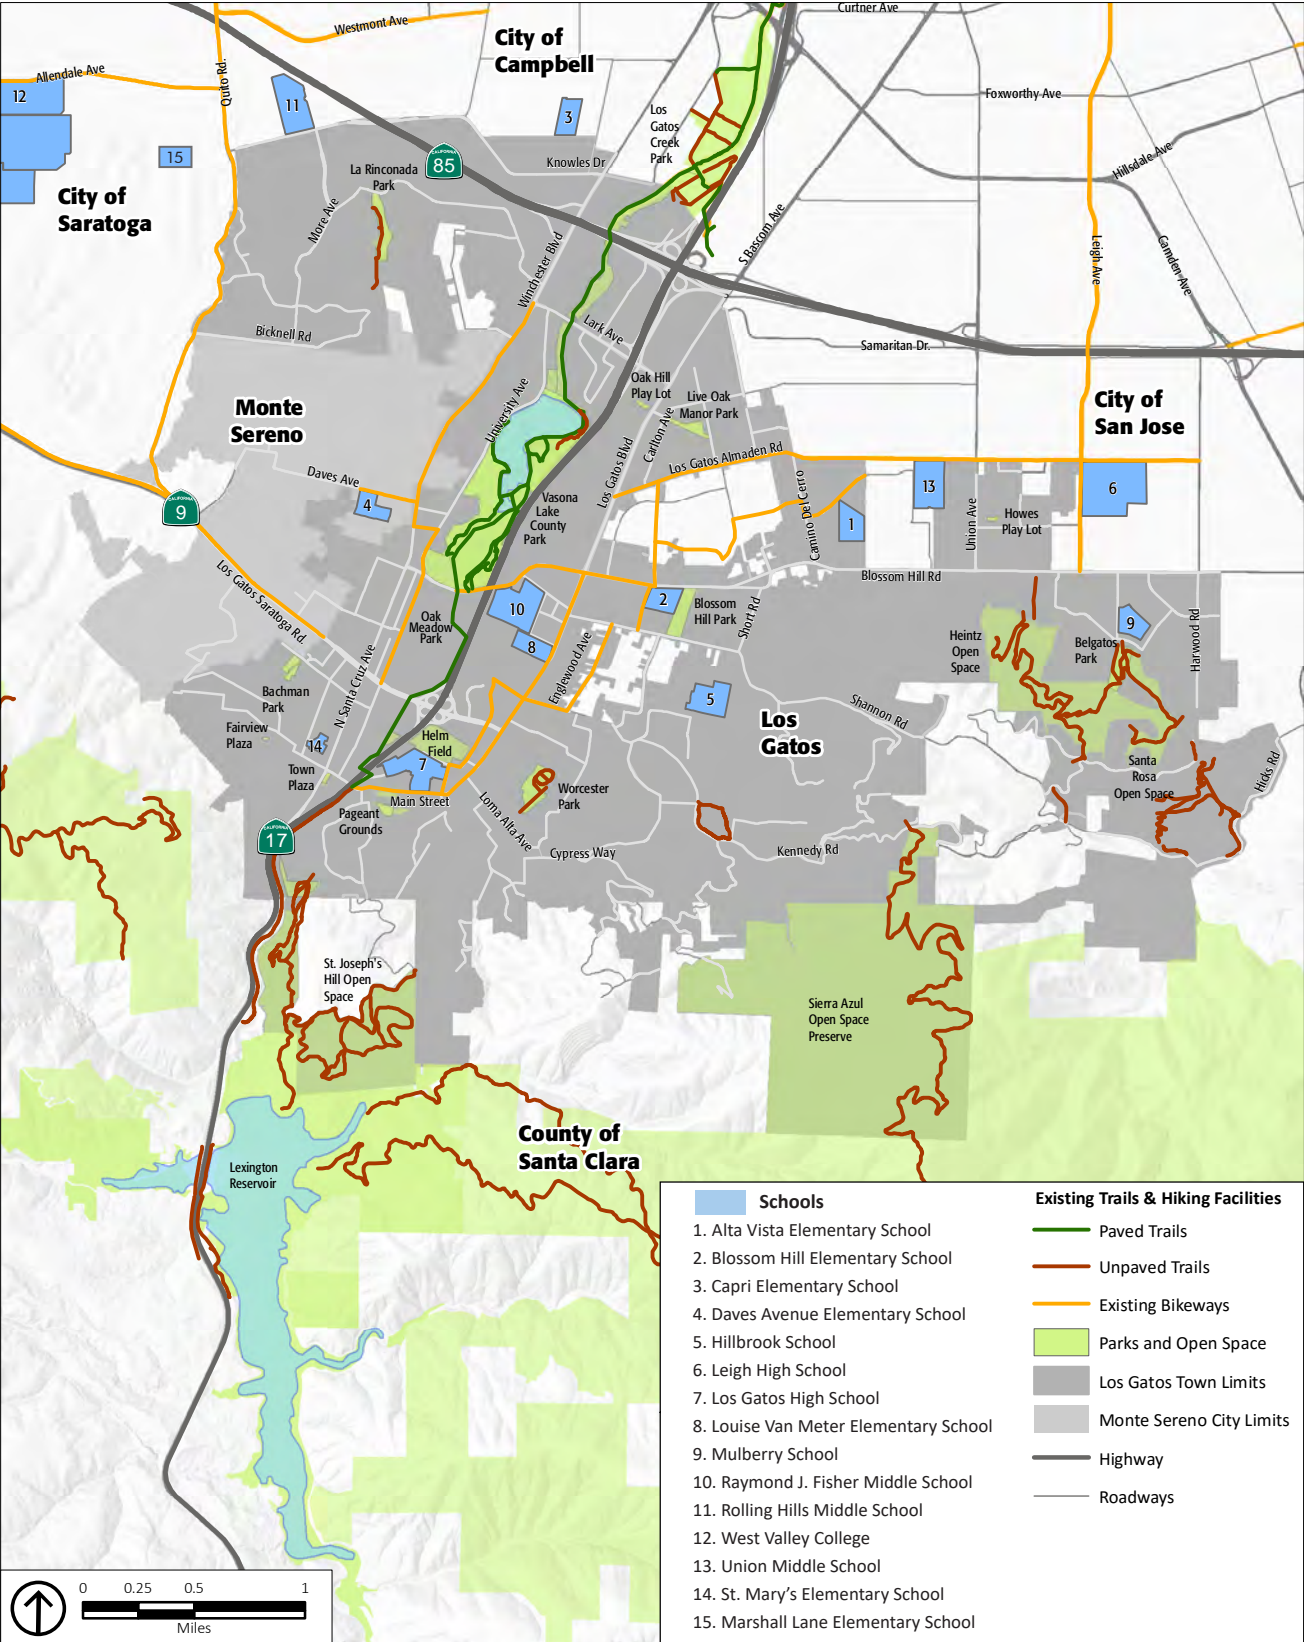 Curtner Ave
Westmont Ave
City of
Campbell
Allendale Ave
Quito Rd.
12
11
3
15
Los
Gatos
Creek
Park
Foxworthy Ave
Hillsdale Ave
CALIFORNIA
85
Knowles Dr
La Rinconada
Park
City of
Saratoga
More Ave
Winchester Blvd
S Bascom Ave
Leigh Ave
Camden Ave
Bicknell Rd
Lark Ave
Samaritan Dr.
Oak Hill
Play Lot
Live Oak
Manor Park
University Ave
Carlton Ave
Monte
Sereno
City of
San Jose
Los Gatos Blvd
Los Gatos Almaden Rd
Daves Ave
4
CALIFORNIA
9
Vasona
Lake
County
Park
Camino Del Cerro
1
13
Union Ave
Howes
Play Lot
6
Blossom Hill Rd
Los Gatos Saratoga Rd.
Oak
Meadow
Park
10
8
2
Blossom
Hill Park
Short Rd
Englewood Ave
Heintz
Open
Space
Belgatos
Park
9
Harwood Rd
5
Los
Gatos
Shannon Rd
Bachman
Park
N Santa Cruz Ave
Fairview
Plaza
14
Town
Plaza
Helm
Field
7
Main Street
Pageant
Grounds
Loma Alta Ave
Worcester
Park
Cypress Way
Kennedy Rd
Santa
Rosa
Open Space
Hicks Rd
CALIFORNIA
17
St. Joseph's
Hill Open
Space
Sierra Azul
Open Space
Preserve
County of
Santa Clara
Lexington
Reservoir
Schools
1. Alta Vista Elementary School
2. Blossom Hill Elementary School
3. Capri Elementary School
4. Daves Avenue Elementary School
5. Hillbrook School
6. Leigh High School
7. Los Gatos High School
8. Louise Van Meter Elementary School
9. Mulberry School
10. Raymond J. Fisher Middle School
11. Rolling Hills Middle School
12. West Valley College
13. Union Middle School
14. St. Mary’s Elementary School
15. Marshall Lane Elementary School
Existing Trails & Hiking Facilities
Paved Trails
Unpaved Trails
Existing Bikeways
Parks and Open Space
Los Gatos Town Limits
Monte Sereno City Limits
Highway
Roadways
0 0.25 0.5 1
Miles